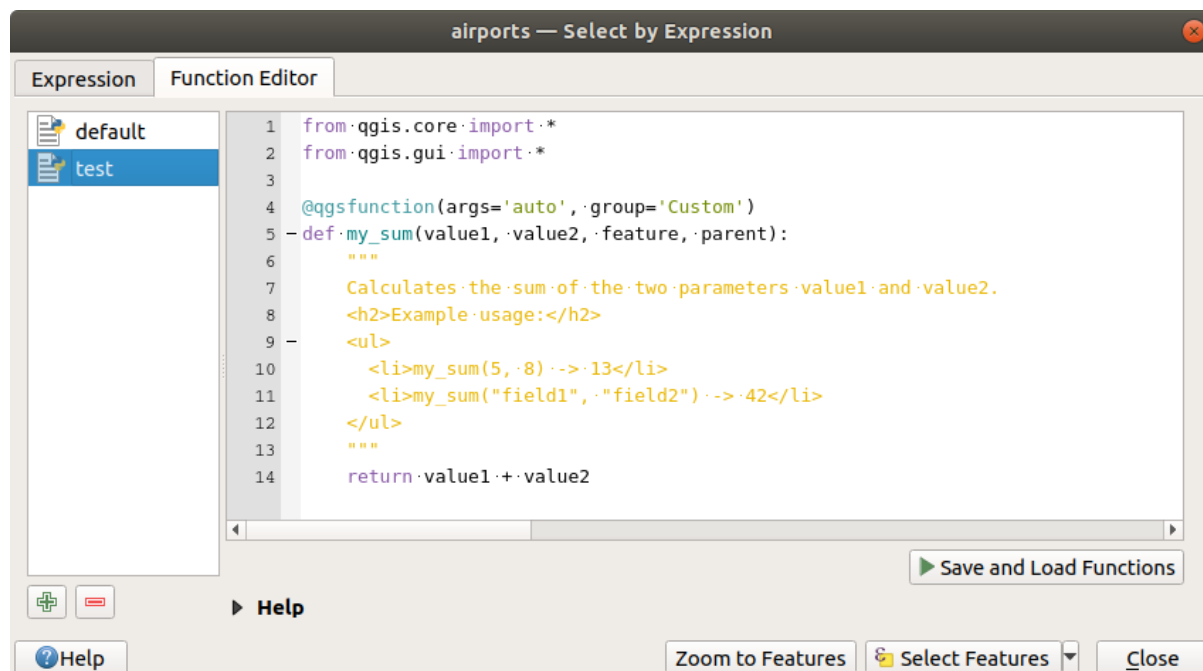 airports — Select by Expression
Expression
Function Editor
default
test
1 from qgis.core import *
2 from qgis.gui import *
3
4 @qgsfunction(args='auto', group='Custom')
5 def my_sum(value1, value2, feature, parent):
6     """
7     Calculates the sum of the two parameters value1 and value2.
8     <h2>Example usage:</h2>
9     <ul>
10       <li>my_sum(5, 8) -> 13</li>
11       <li>my_sum("field1", "field2") -> 42</li>
12     </ul>
13     """
14     return value1 + value2
Save and Load Functions
Help
Help
Zoom to Features
Select Features
Close